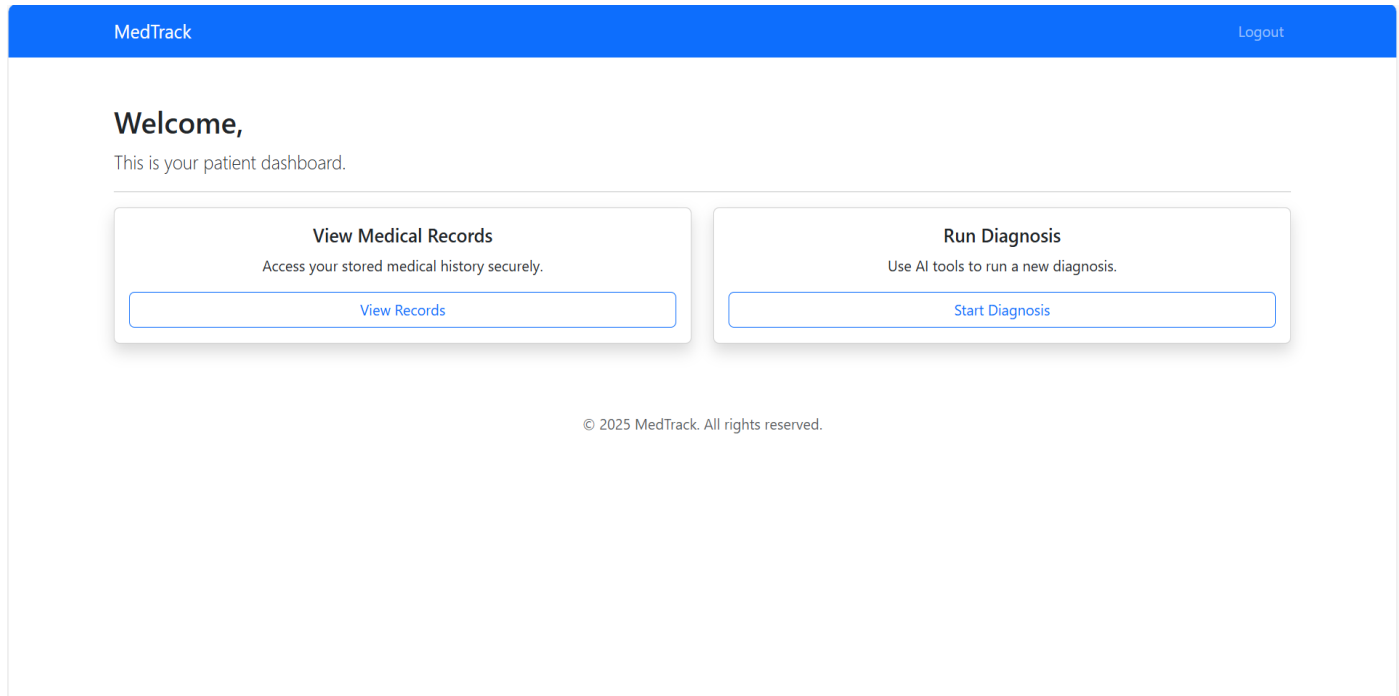 MedTrack
Logout
Welcome,
This is your patient dashboard.
View Medical Records
Access your stored medical history securely.
View Records
Run Diagnosis
Use AI tools to run a new diagnosis.
Start Diagnosis
© 2025 MedTrack. All rights reserved.